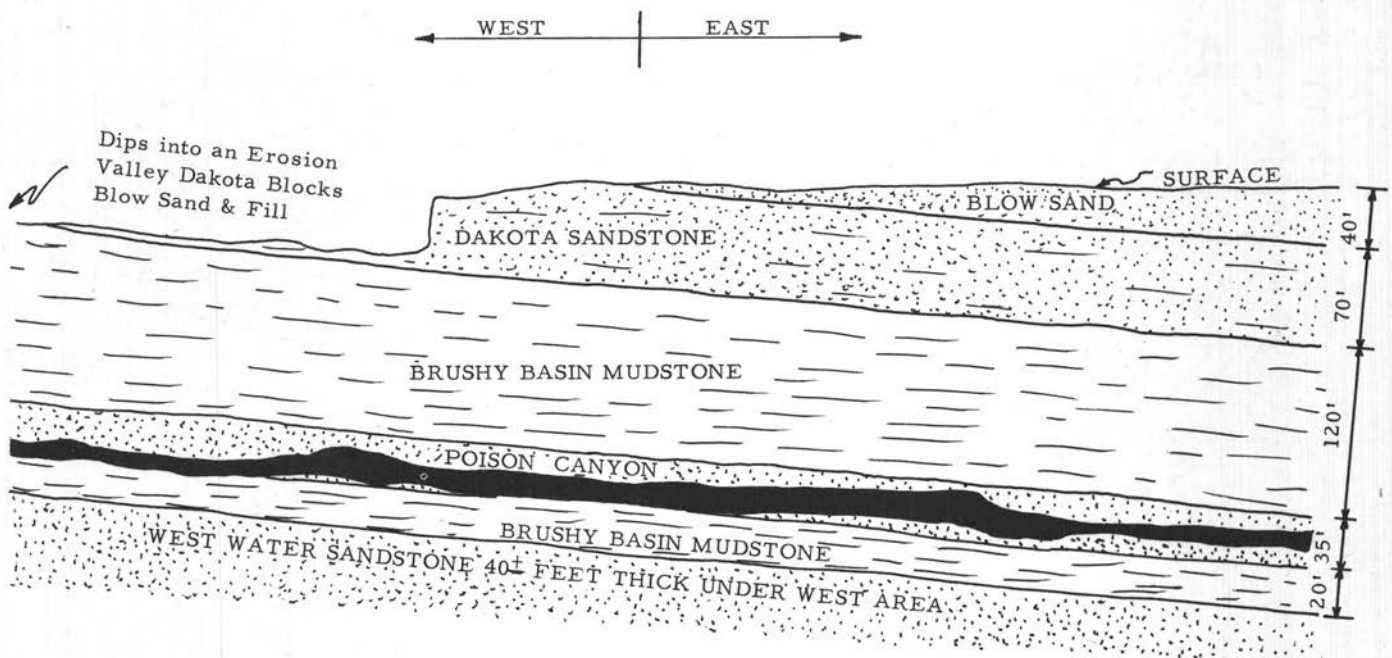 WEST EAST
Dips into an Erosion
Valley Dakota Blocks
Blow Sand & Fill
SURFACE
BLOW SAND
DAKOTA SANDSTONE
40'
70'
BRUSHY BASIN MUDSTONE
120'
POISON CANYON
BRUSHY BASIN MUDSTONE
35'
WEST WATER SANDSTONE 40± FEET THICK UNDER WEST AREA
20'